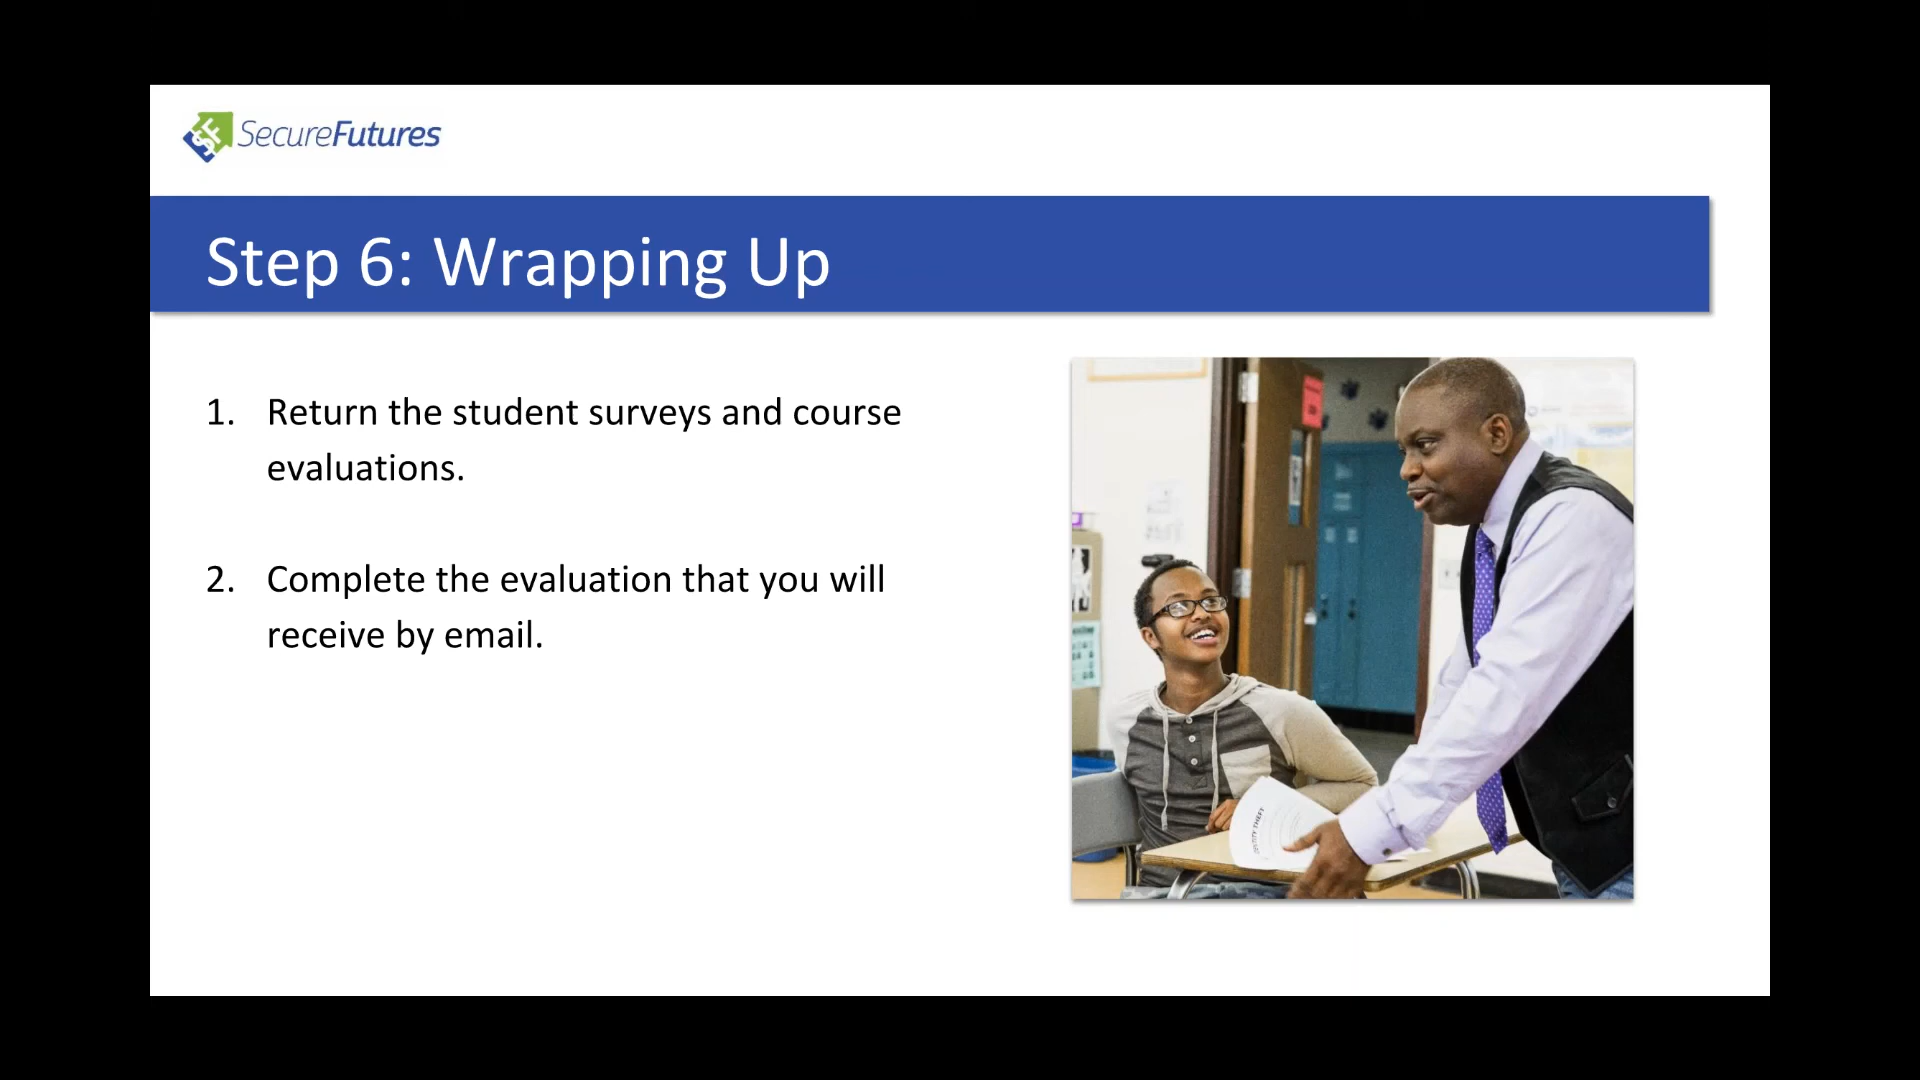 SecureFutures
Step 6: Wrapping Up
1. Return the student surveys and course
evaluations.
2. Complete the evaluation that you will
receive by email.